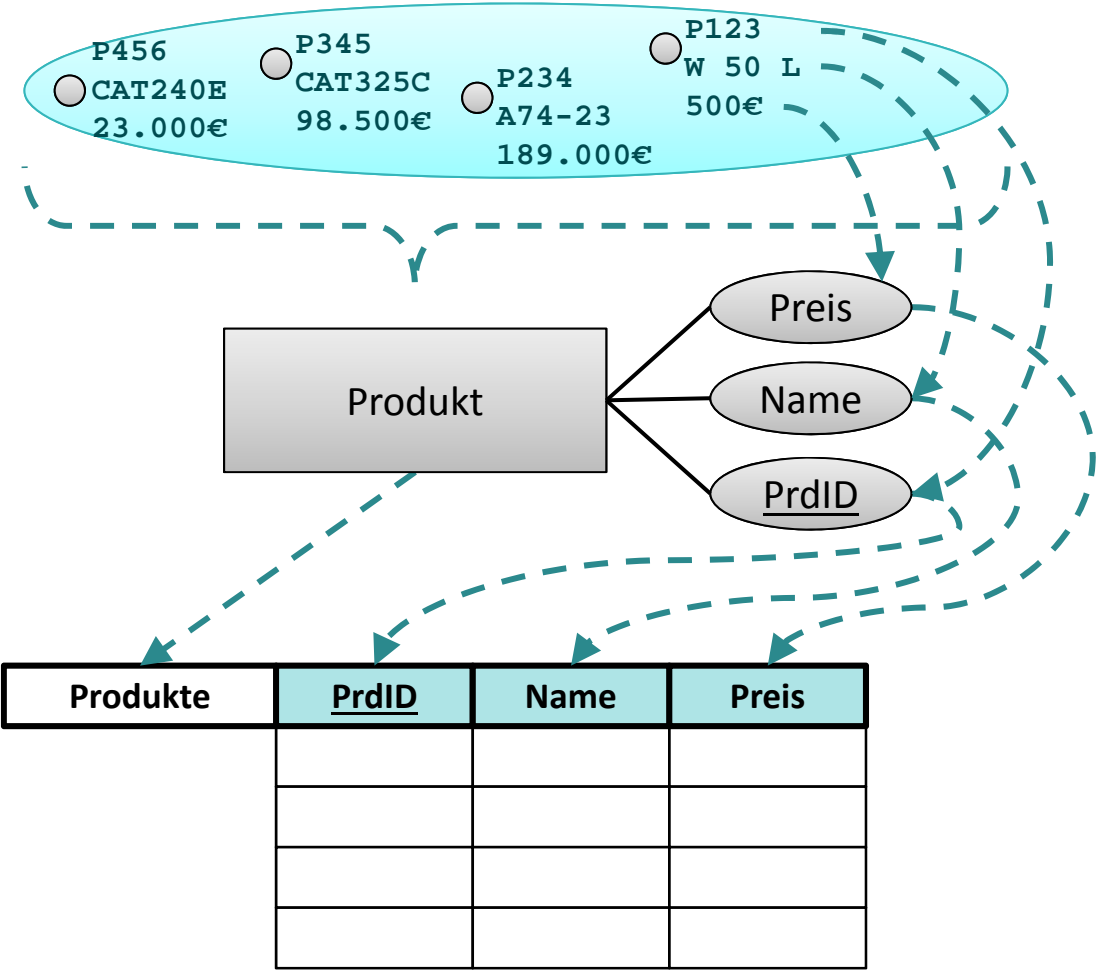 P456
CAT240E
23.000€
P345
CAT325C
98.500€
P234
A74-23
189.000€
P123
W 50 L
500€
Preis
Produkt
Name
PrdID
Produkte PrdID Name Preis